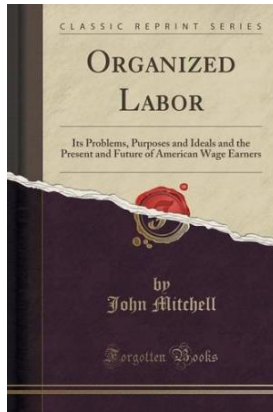 CLASSIC REPRINT SERIES
ORGANIZED
LABOR
Its Problems, Purposes and Ideals and the
Present and Future of American Wage Earners
by
John Mitchell
Forgotten Books